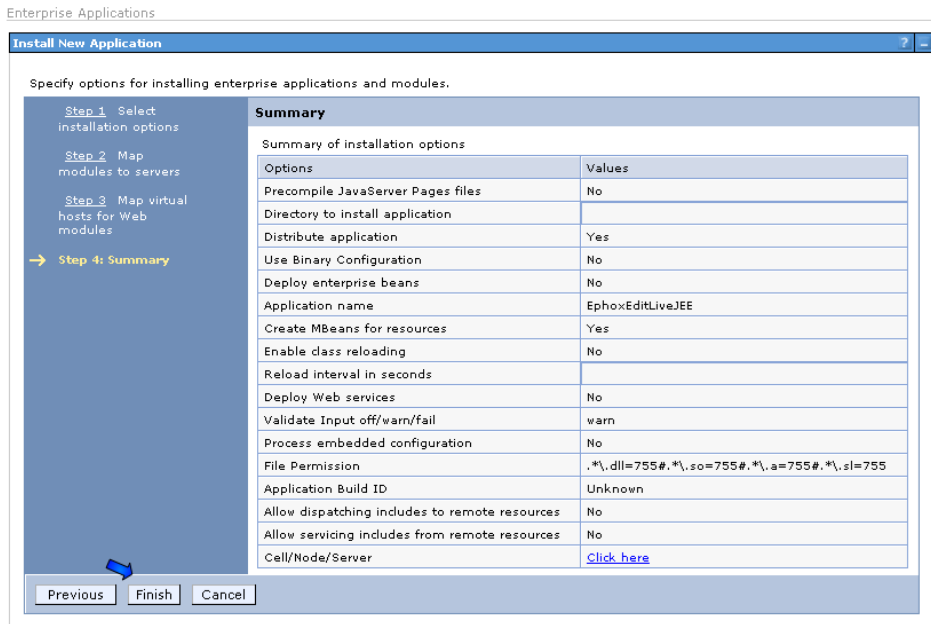 Enterprise Applications
Install New Application
? –
Specify options for installing enterprise applications and modules.
Step 1 Select
installation options
Step 2 Map
modules to servers
Step 3 Map virtual
hosts for Web
modules
Step 4: Summary
Summary
Summary of installation options
Options Values
Precompile JavaServer Pages files No
Directory to install application
Distribute application Yes
Use Binary Configuration No
Deploy enterprise beans No
Application name EphoxEditLiveJEE
Create MBeans for resources Yes
Enable class reloading No
Reload interval in seconds
Deploy Web services No
Validate Input off/warn/fail warn
Process embedded configuration No
File Permission .*\.dll=755#.*\.so=755#.*\.a=755#.*\.sl=755
Application Build ID Unknown
Allow dispatching includes to remote resources No
Allow servicing includes from remote resources No
Cell/Node/Server Click here
Previous Finish Cancel